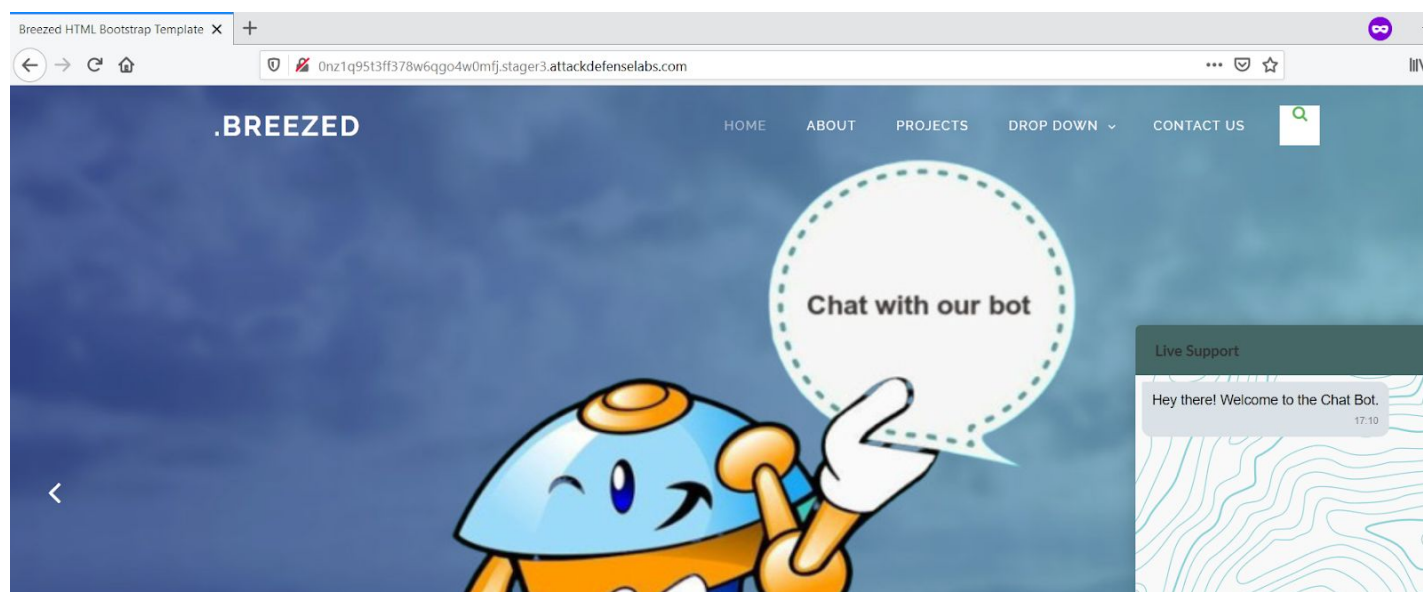 Breezed HTML Bootstrap Template
0nz1q95t3ff378w6qgo4w0mfj.stager3.attackdefenselabs.com
.BREEZED
HOME ABOUT PROJECTS DROP DOWN CONTACT US
Chat with our bot
Live Support
Hey there! Welcome to the Chat Bot.
17:10